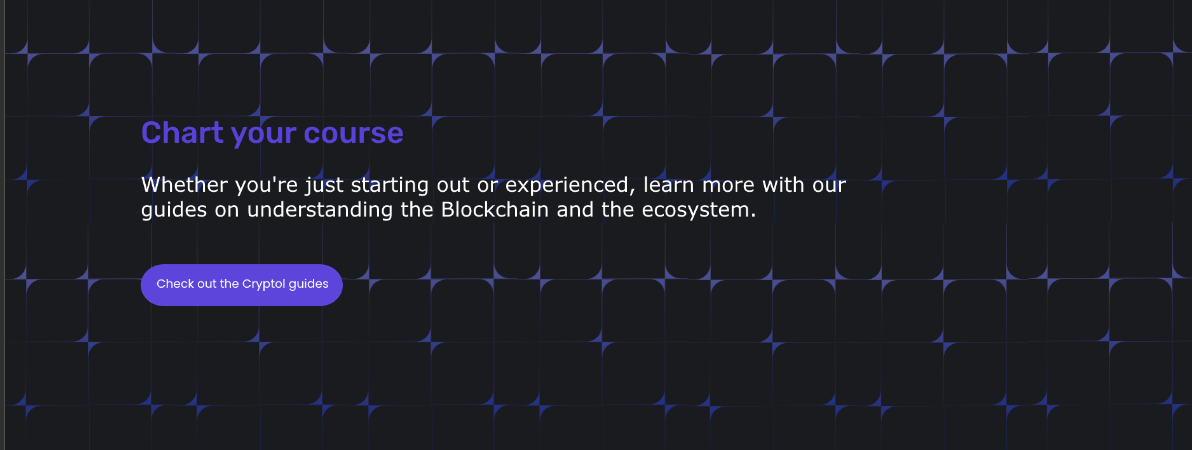 Chart your course
Whether you're just starting out or experienced, learn more with our
guides on understanding the Blockchain and the ecosystem.
Check out the Cryptol guides